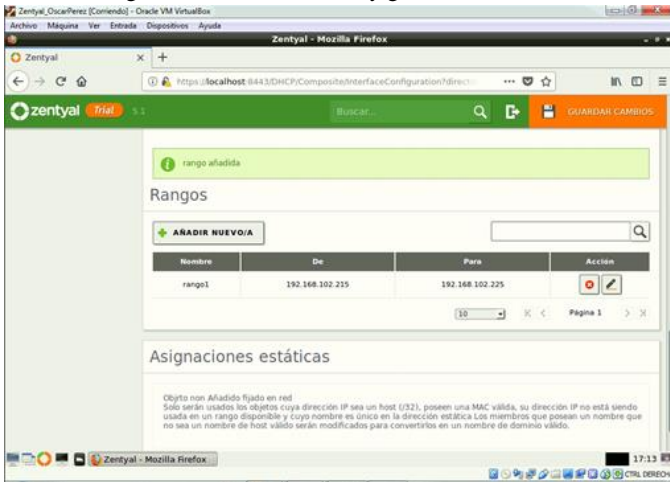 Zentyal_OscarPerez [Corriendo] - Oracle VM VirtualBox
Archivo Máquina Ver Entrada Dispositivos Ayuda
Zentyal - Mozilla Firefox
Zentyal
https://localhost:8443/DHCP/Composite/InterfaceConfiguration?direct
zentyal Trial 5.1
Buscar...
GUARDAR CAMBIOS
rango añadida
Rangos
AÑADIR NUEVO/A
Nombre De Para Acción
rango1 192.168.102.215 192.168.102.225
10 Página 1
Asignaciones estáticas
Objeto non Añadido fijado en red
Solo serán usados los objetos cuya dirección IP sea un host (/32), poseen una MAC válida, su dirección IP no está siendo
usada en un rango disponible y cuyo nombre es único en la dirección estática Los miembros que posean un nombre que
no sea un nombre de host válido serán modificados para convertirlos en un nombre de dominio válido.
Zentyal - Mozilla Firefox
17:13
CTRL DERECH